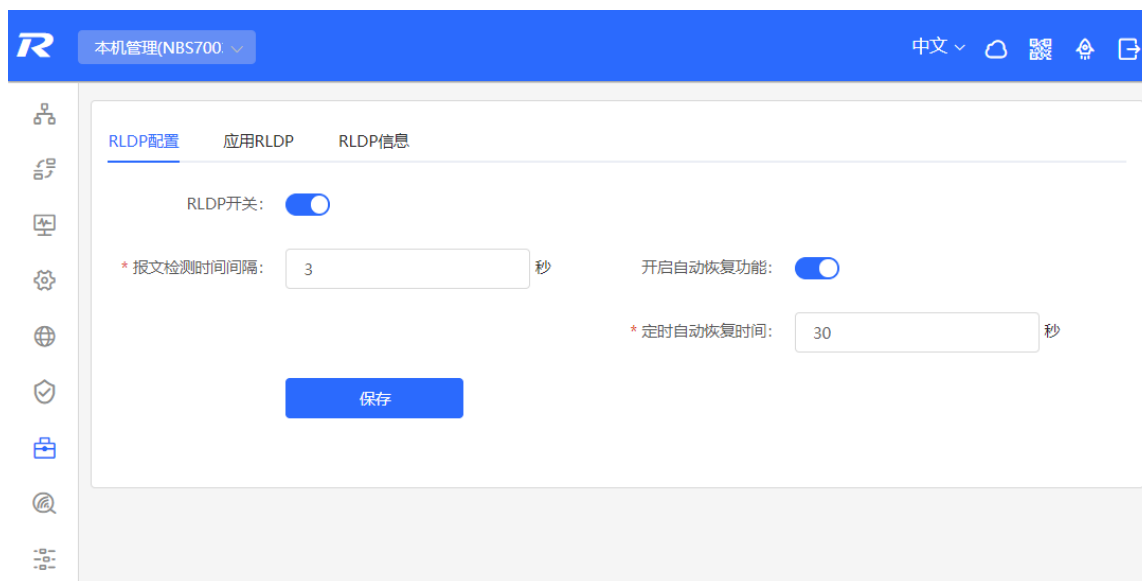 本机管理(NBS700:
中文
RLDP配置 应用RLDP RLDP信息
RLDP开关:
* 报文检测时间间隔: 3 秒 开启自动恢复功能:
* 定时自动恢复时间: 30 秒
保存